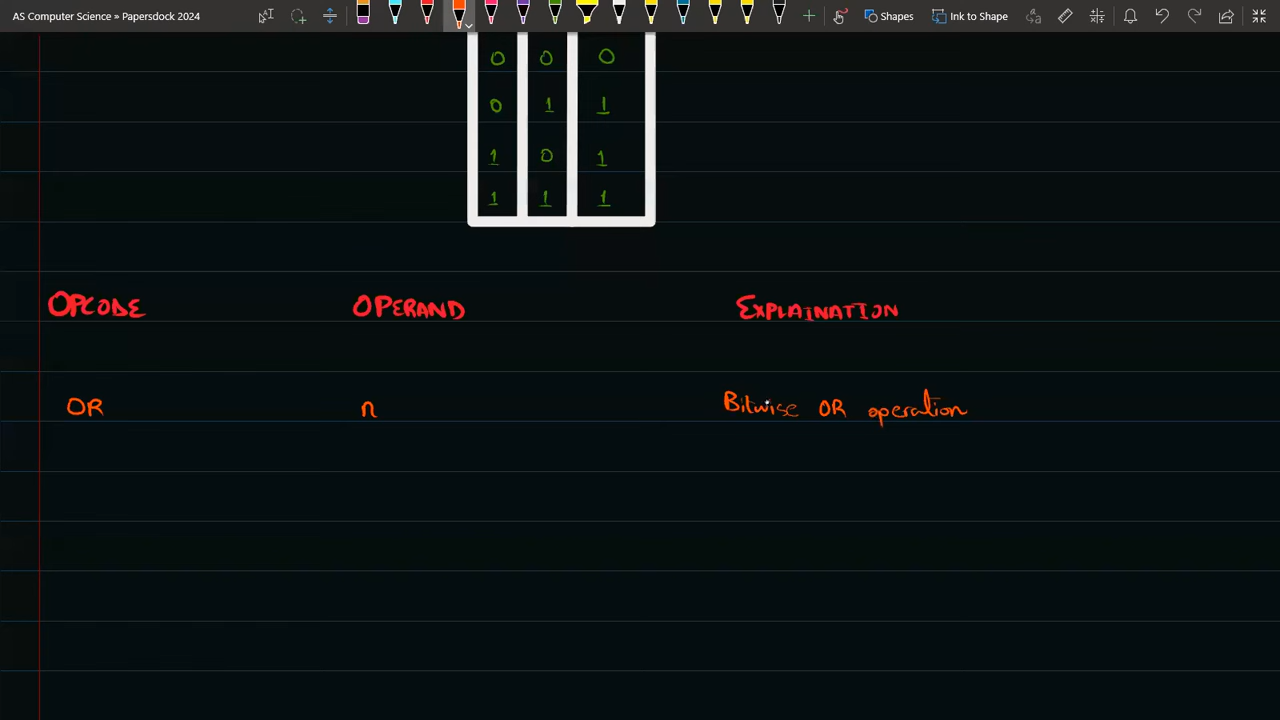 AS Computer Science » Papersdock 2024 Shapes Ink to Shape
0 0 0
0 1 1
1 0 1
1 1 1
OPCODE OPERAND EXPLAINATION
OR n Bitwise OR operation